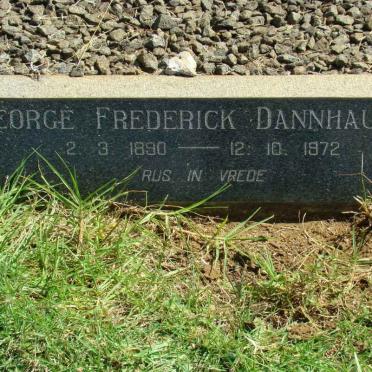 EORGE FREDERICK DANNHAU
2. 3. 1890 — 12. 10. 1972
RUS IN VREDE